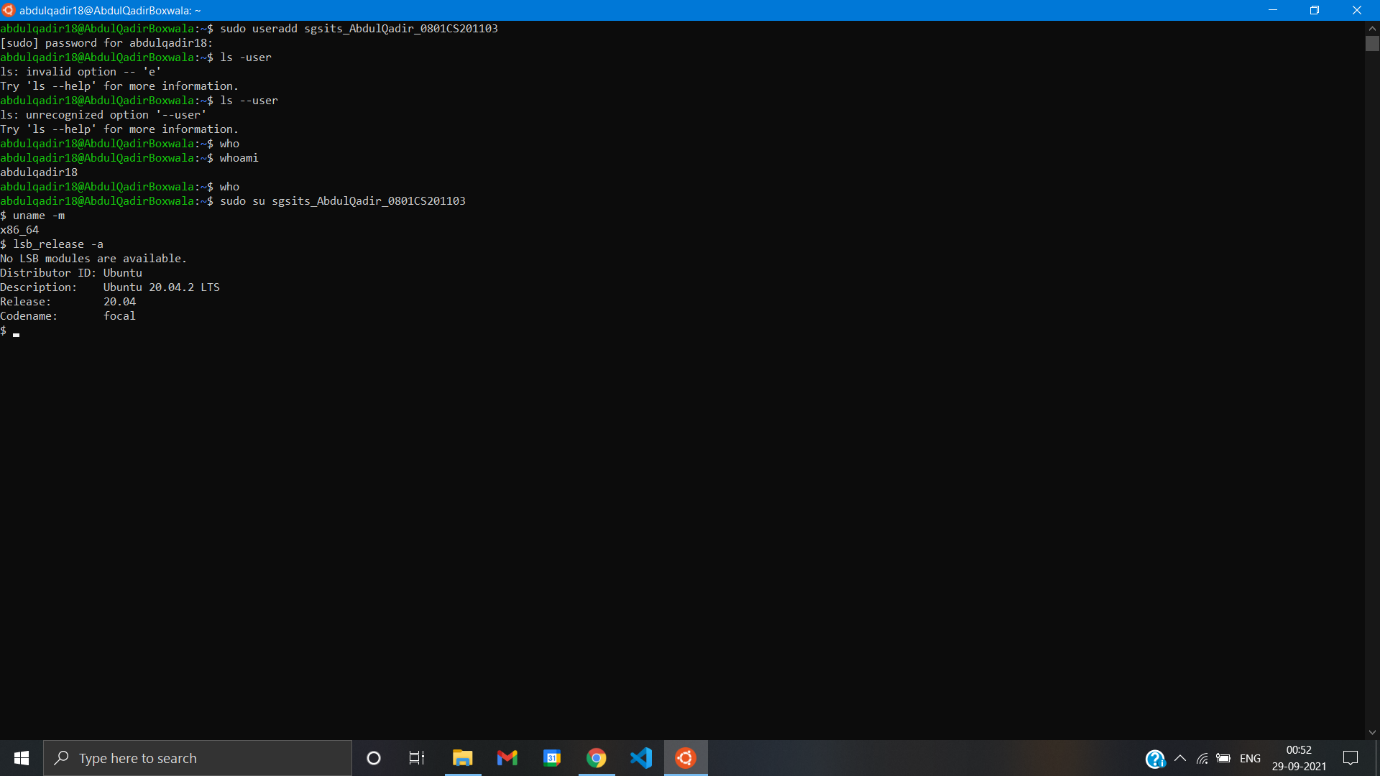 abdulqadir18@AbdulQadirBoxwala: ~
abdulqadir18@AbdulQadirBoxwala:~$ sudo useradd sgsits_AbdulQadir_0801CS201103
[sudo] password for abdulqadir18:
abdulqadir18@AbdulQadirBoxwala:~$ ls -user
ls: invalid option -- 'e'
Try 'ls --help' for more information.
abdulqadir18@AbdulQadirBoxwala:~$ ls --user
ls: unrecognized option '--user'
Try 'ls --help' for more information.
abdulqadir18@AbdulQadirBoxwala:~$ who
abdulqadir18@AbdulQadirBoxwala:~$ whoami
abdulqadir18
abdulqadir18@AbdulQadirBoxwala:~$ who
abdulqadir18@AbdulQadirBoxwala:~$ sudo su sgsits_AbdulQadir_0801CS201103
$ uname -m
x86_64
$ lsb_release -a
No LSB modules are available.
Distributor ID: Ubuntu
Description:    Ubuntu 20.04.2 LTS
Release:        20.04
Codename:       focal
$
Type here to search
31
ENG
00:52
29-09-2021